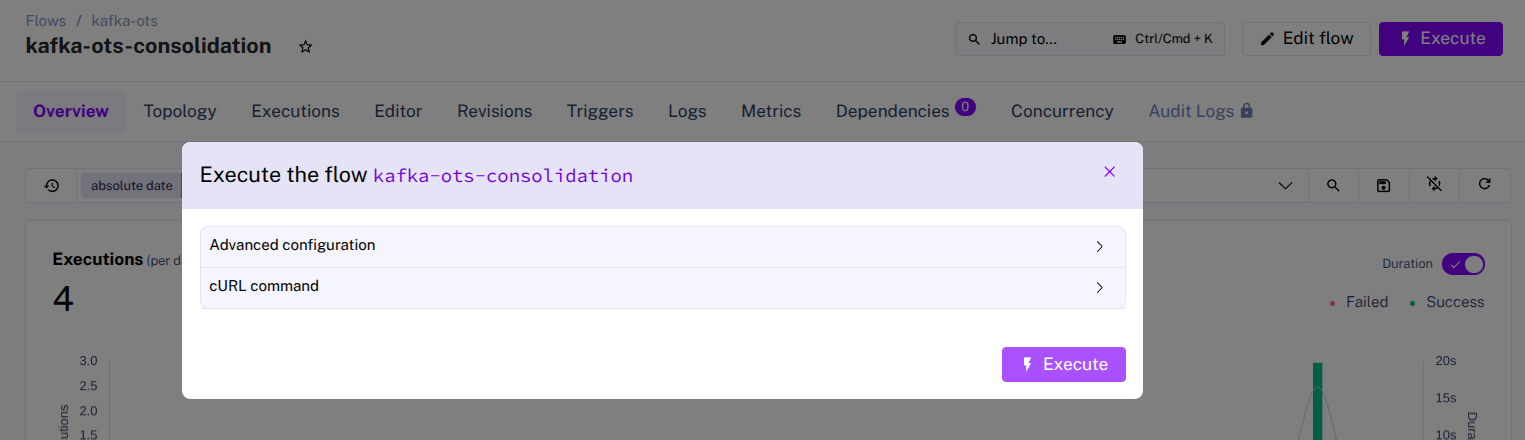 Flows / kafka-ots
kafka-ots-consolidation
Jump to... Ctrl/Cmd + K
Edit flow
Execute
Overview Topology Executions Editor Revisions Triggers Logs Metrics Dependencies 0 Concurrency Audit Logs
absolute date
Execute the flow kafka-ots-consolidation
Advanced configuration
cURL command
Execute
Executions (per
4
Duration
Failed Success
3.0
2.5
2.0
1.5
20s
15s
10s